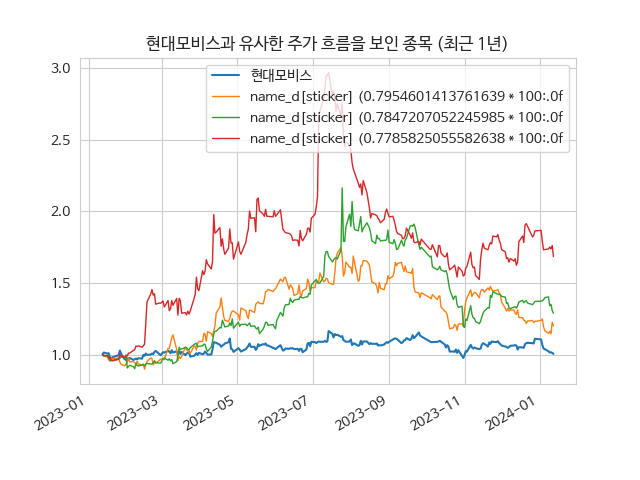 현대모비스과 유사한 주가 흐름을 보인 종목 (최근 1년)
현대모비스
name_d[sticker] (0.7954601413761639 * 100:.0f
name_d[sticker] (0.7847207052245985 * 100:.0f
name_d[sticker] (0.7785825055582638 * 100:.0f
3.0
2.5
2.0
1.5
1.0
2023-01
2023-03
2023-05
2023-07
2023-09
2023-11
2024-01